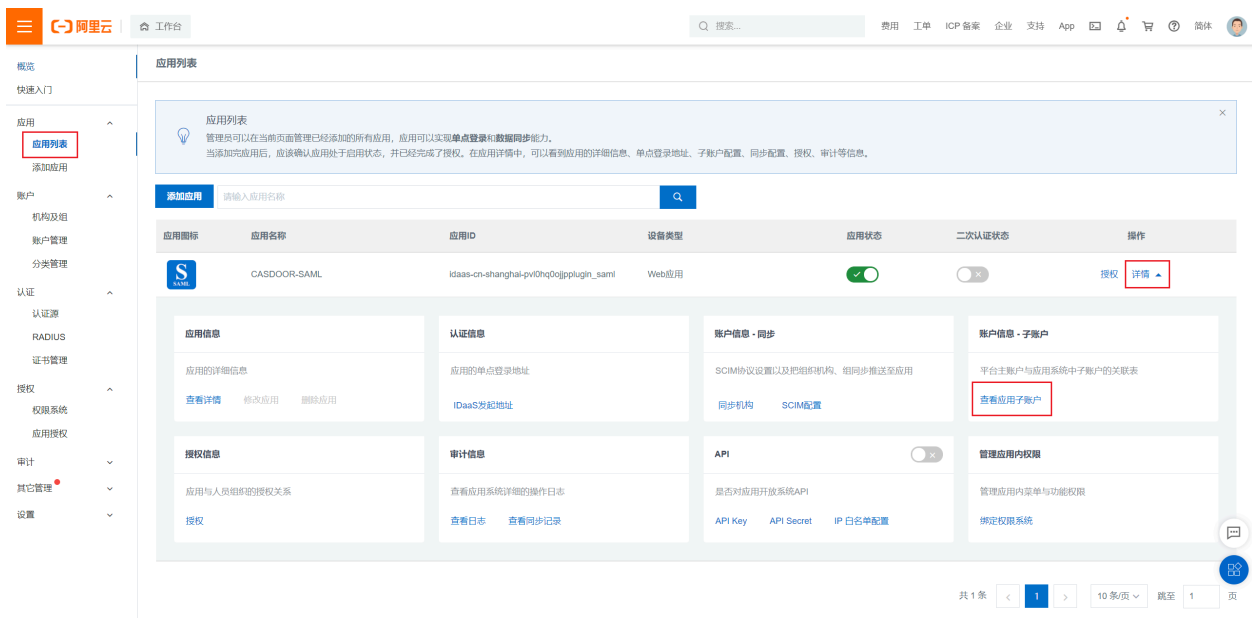 阿里云
工作台
搜索...
费用 工单 ICP 备案 企业 支持 App 简体
概览
快速入门
应用
应用列表
添加应用
账户
机构及组
账户管理
分类管理
认证
认证源
RADIUS
证书管理
授权
权限系统
应用授权
审计
其它管理
设置
应用列表
应用列表
管理员可以在当前页面管理已经添加的所有应用，应用可以实现单点登录和数据同步能力。
当添加完应用后，应该确认应用处于启用状态，并已经完成了授权。在应用详情中，可以看到应用的详细信息、单点登录地址、子账户配置、同步配置、授权、审计等信息。
添加应用 请输入应用名称
应用图标 应用名称 应用ID 设备类型 应用状态 二次认证状态 操作
S
SAML
CASDOOR-SAML idaas-cn-shanghai-pvl0hq0ojjpplugin_saml Web应用 授权 详情
应用信息
应用的详细信息
查看详情 修改应用 删除应用
认证信息
应用的单点登录地址
IDaaS发起地址
账户信息 - 同步
SCIM协议设置以及把组织机构、组同步推送至应用
同步机构 SCIM配置
账户信息 - 子账户
平台主账户与应用系统中子账户的关联表
查看应用子账户
授权信息
应用与人员组织的授权关系
授权
审计信息
查看应用系统详细的操作日志
查看日志 查看同步记录
API
是否对应用开放系统API
API Key API Secret IP 白名单配置
管理应用内权限
管理应用内菜单与功能权限
绑定权限系统
共 1 条 1 10 条/页 跳至 1 页